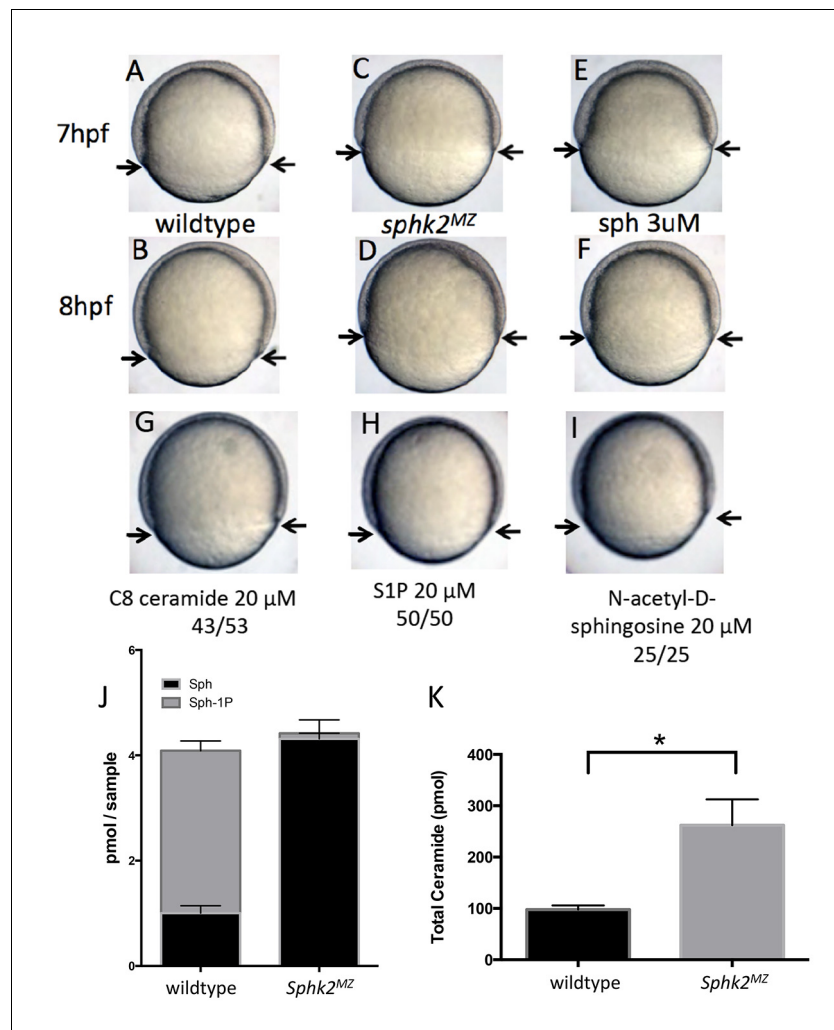 A
C
E
7hpf
wildtype
sphk2MZ
sph 3uM
B
D
F
8hpf
G
H
I
C8 ceramide 20 µM
43/53
S1P 20 µM
50/50
N-acetyl-D-
sphingosine 20 µM
25/25
J
Sph
Sph-1P
pmol / sample
6
4
2
0
wildtype
Sphk2MZ
K
*
Total Ceramide (pmol)
400
300
200
100
0
wildtype
Sphk2MZ